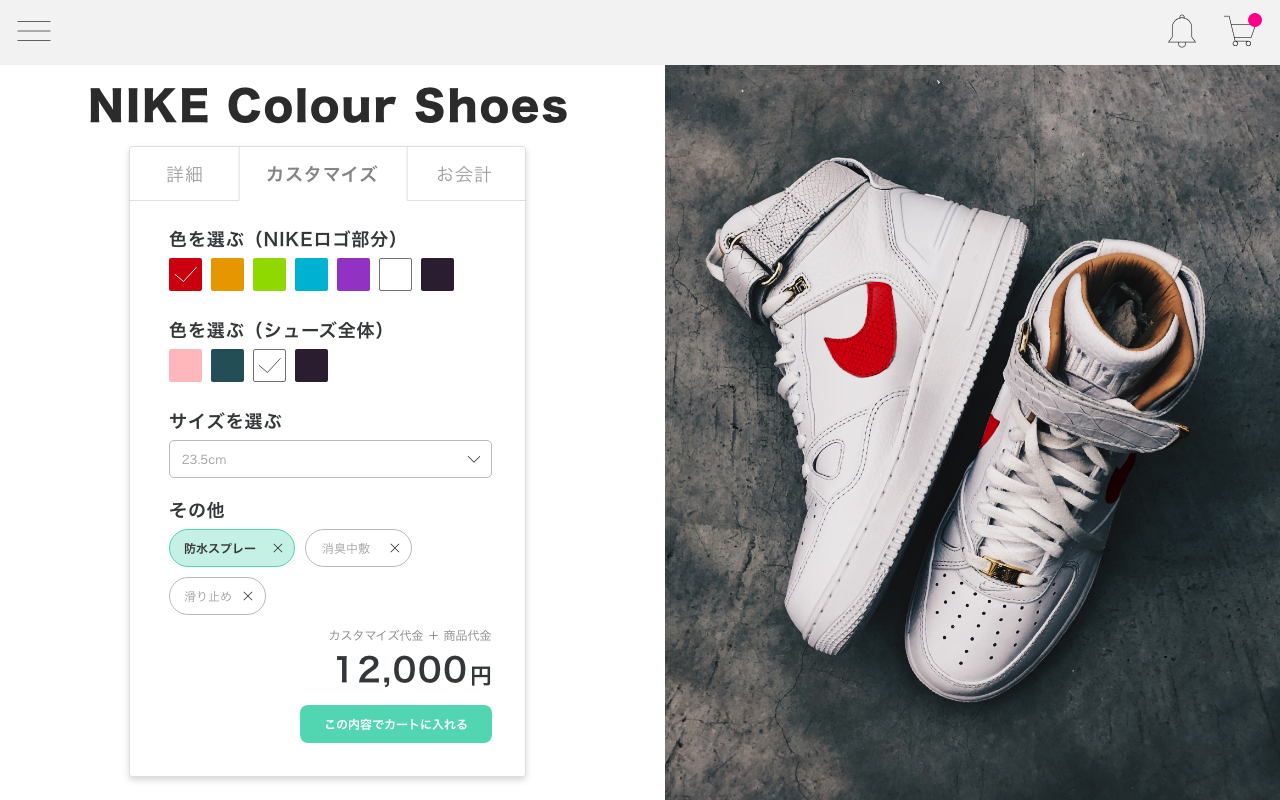 NIKE Colour Shoes
詳細
カスタマイズ
お会計
色を選ぶ（NIKEロゴ部分）
色を選ぶ（シューズ全体）
サイズを選ぶ
23.5cm
その他
防水スプレー
消臭中敷
滑り止め
カスタマイズ代金 ＋ 商品代金
12,000円
この内容でカートに入れる